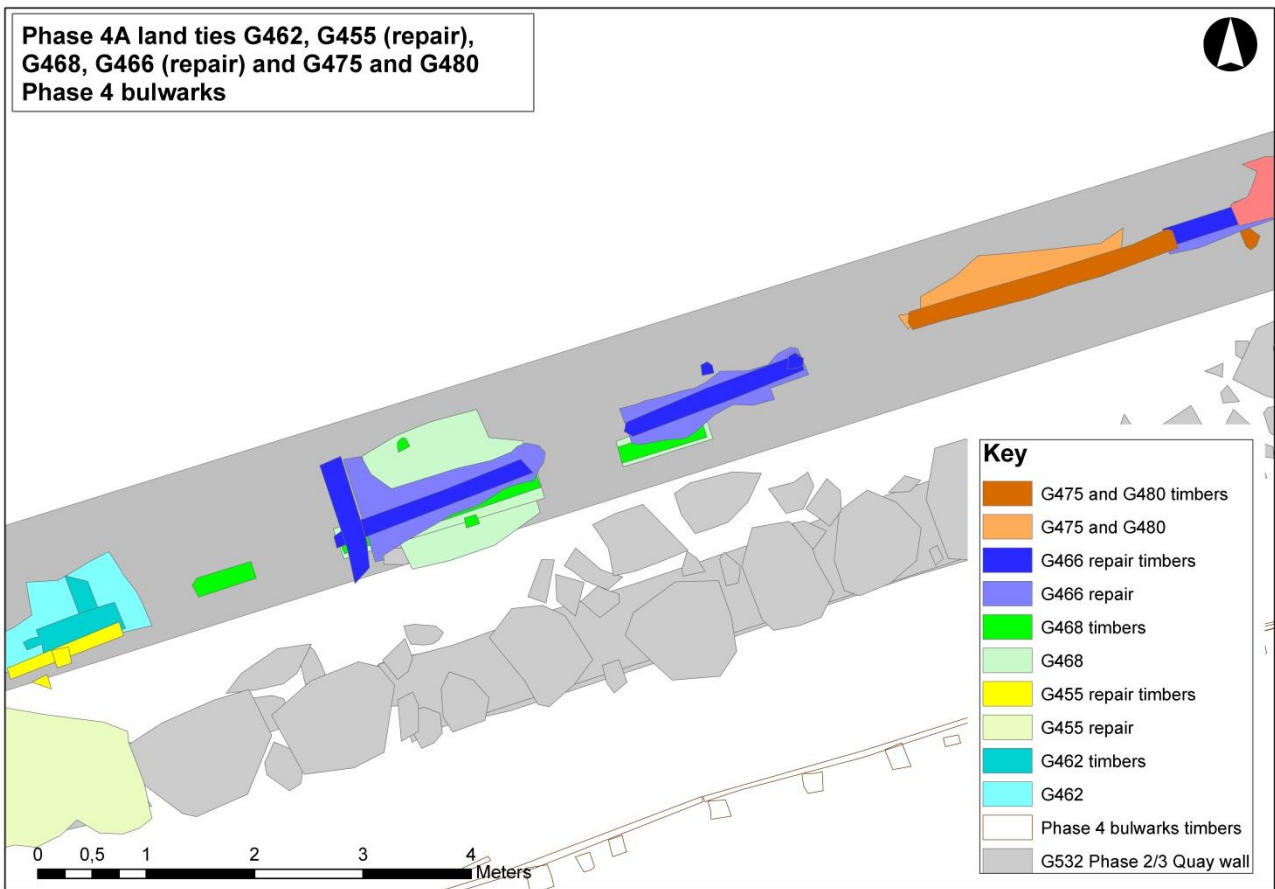 Phase 4A land ties G462, G455 (repair),
G468, G466 (repair) and G475 and G480
Phase 4 bulwarks
Key
G475 and G480 timbers
G475 and G480
G466 repair timbers
G466 repair
G468 timbers
G468
G455 repair timbers
G455 repair
G462 timbers
G462
Phase 4 bulwarks timbers
G532 Phase 2/3 Quay wall
0 0,5 1 2 3 4
Meters